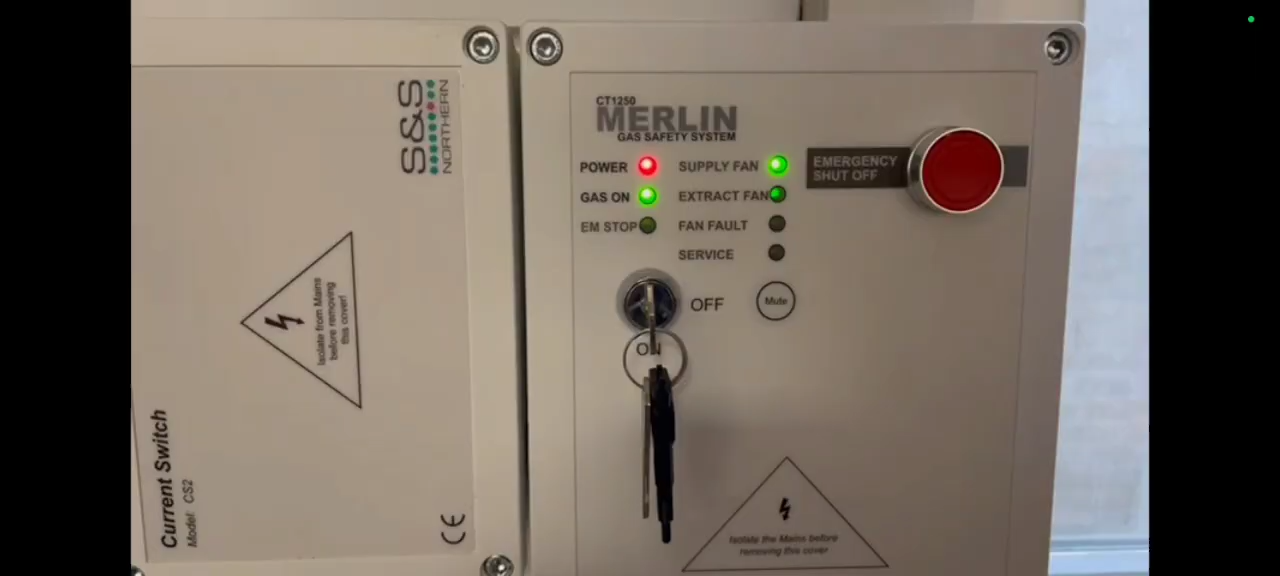 S&S
NORTHERN
Isolate from Mains
before removing
this cover!
Current Switch
Model: CS2
CE
CT1250
MERLIN
GAS SAFETY SYSTEM
POWER
SUPPLY FAN
GAS ON
EXTRACT FAN
EM STOP
FAN FAULT
SERVICE
EMERGENCY
SHUT OFF
OFF
Mute
ON
Isolate the Mains before
removing this cover